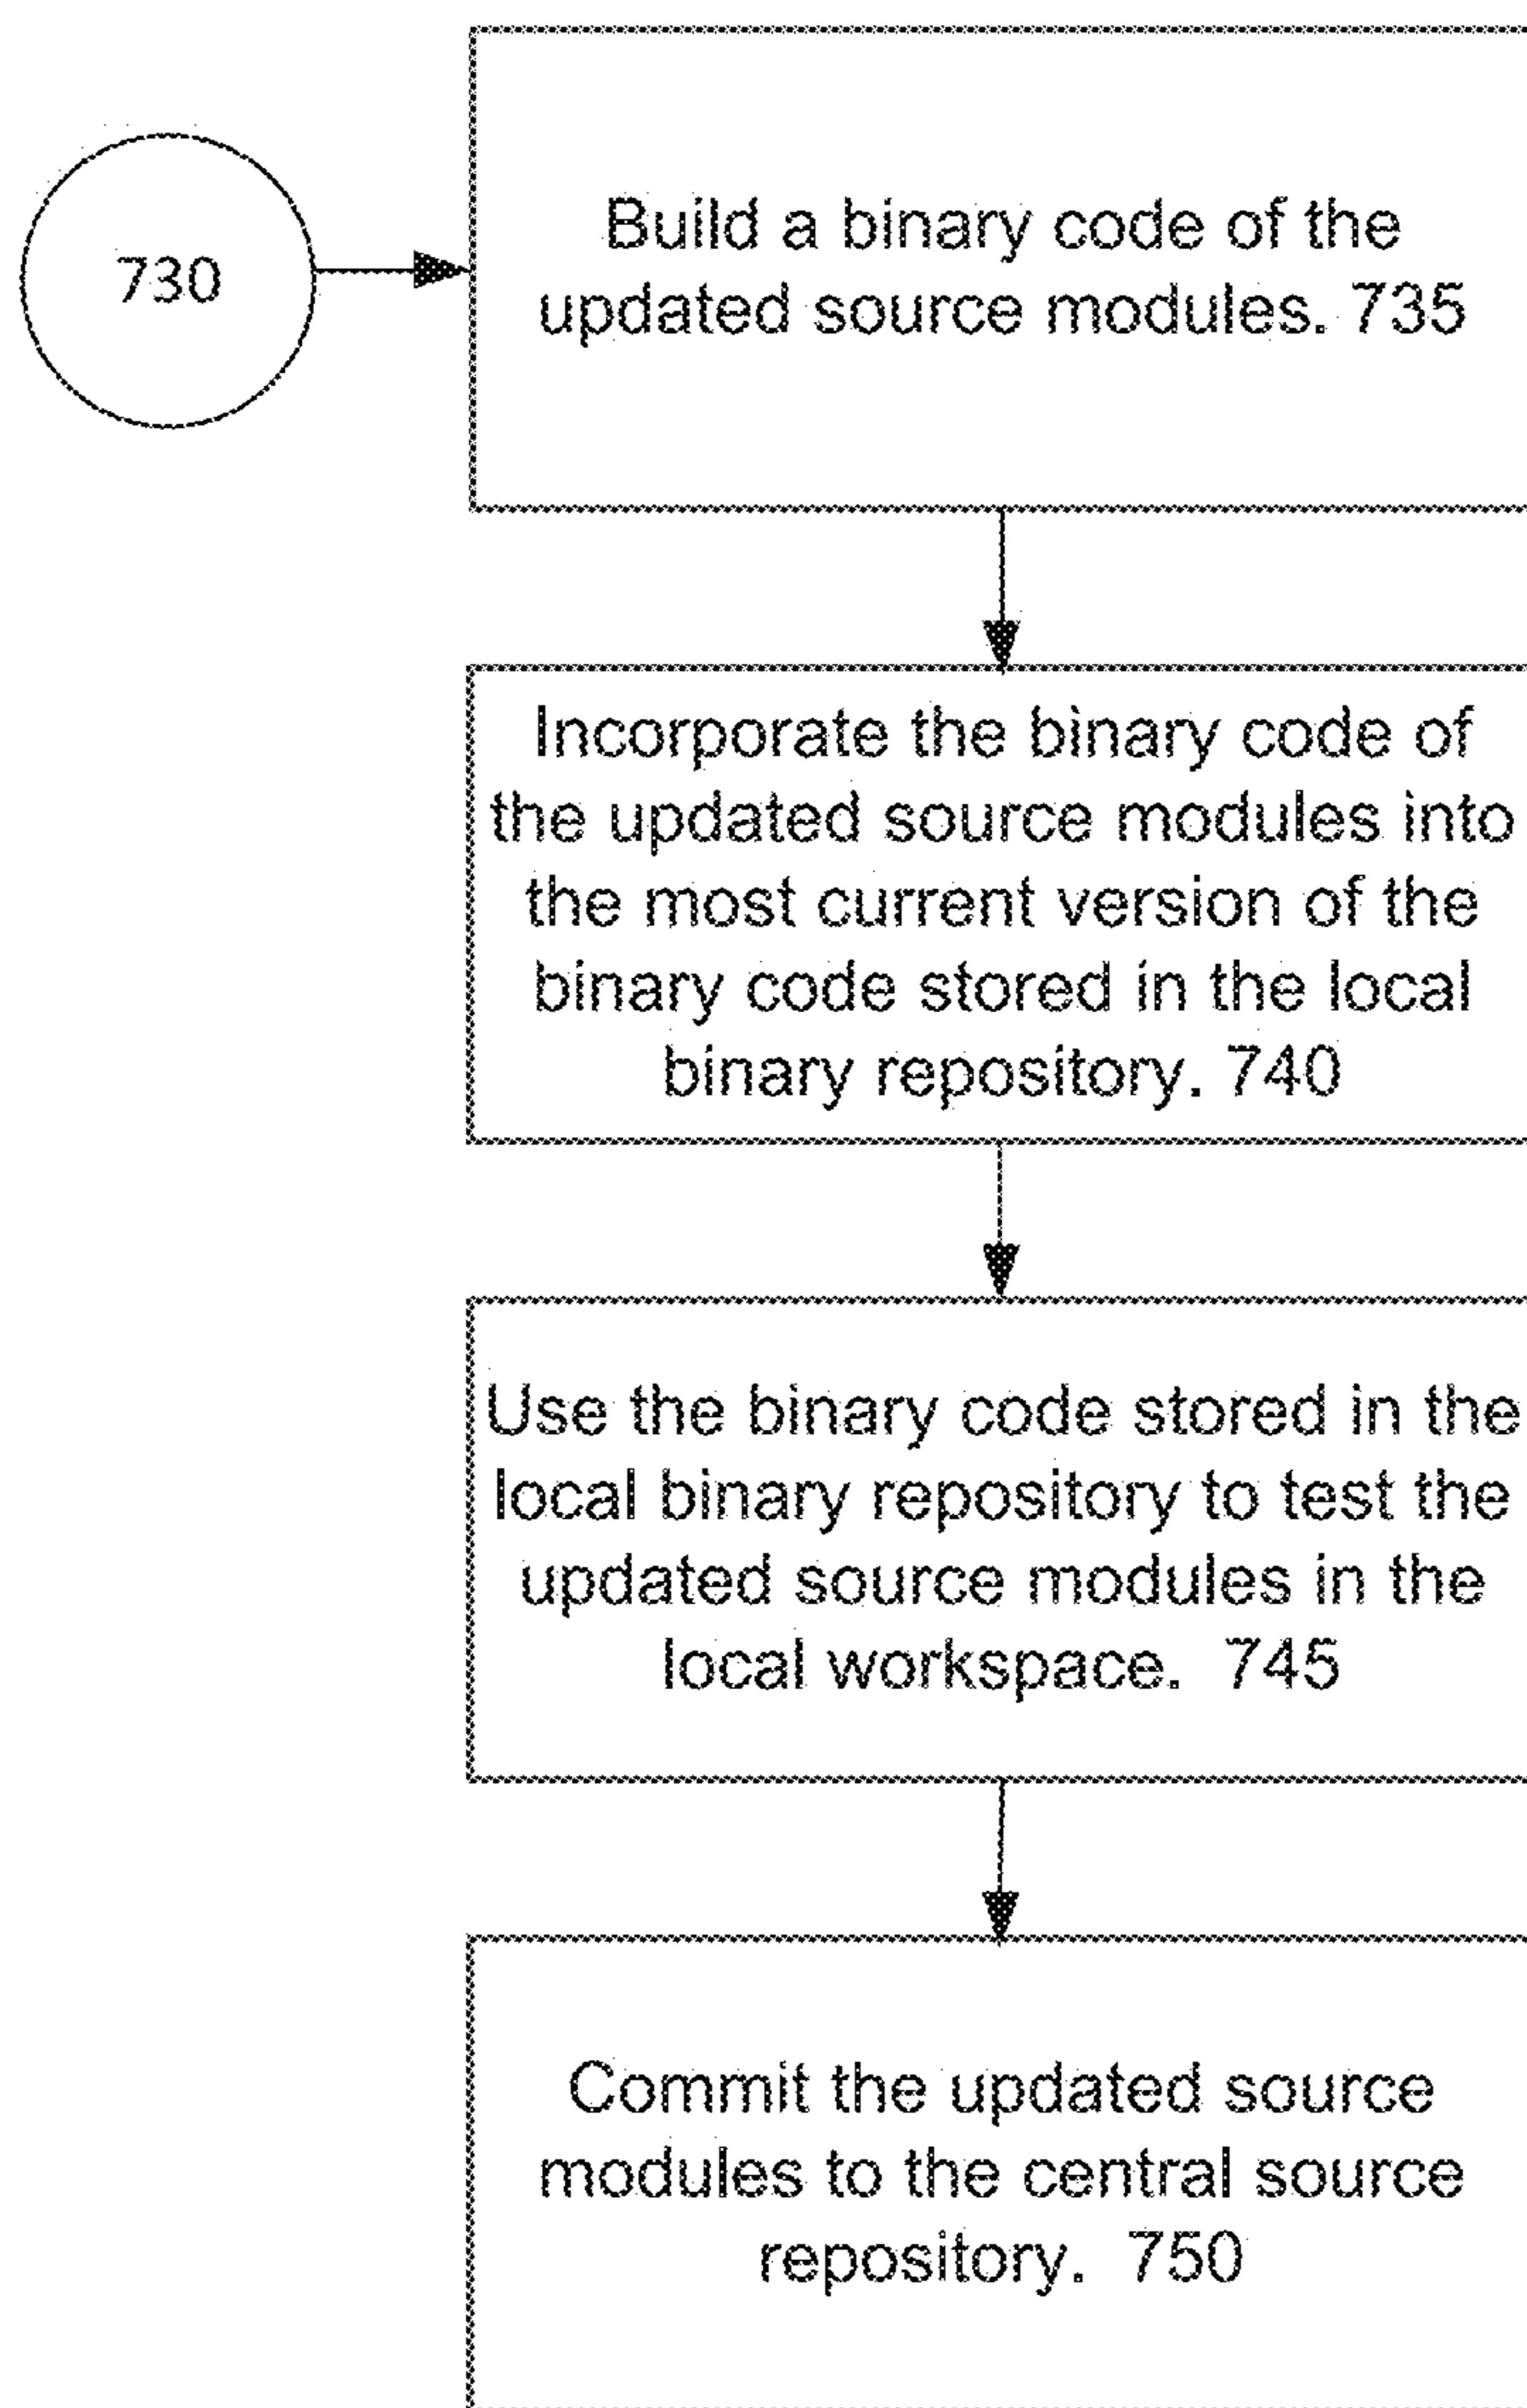 730
Build a binary code of the
updated source modules. 735
Incorporate the binary code of
the updated source modules into
the most current version of the
binary code stored in the local
binary repository. 740
Use the binary code stored in the
local binary repository to test the
updated source modules in the
local workspace. 745
Commit the updated source
modules to the central source
repository. 750